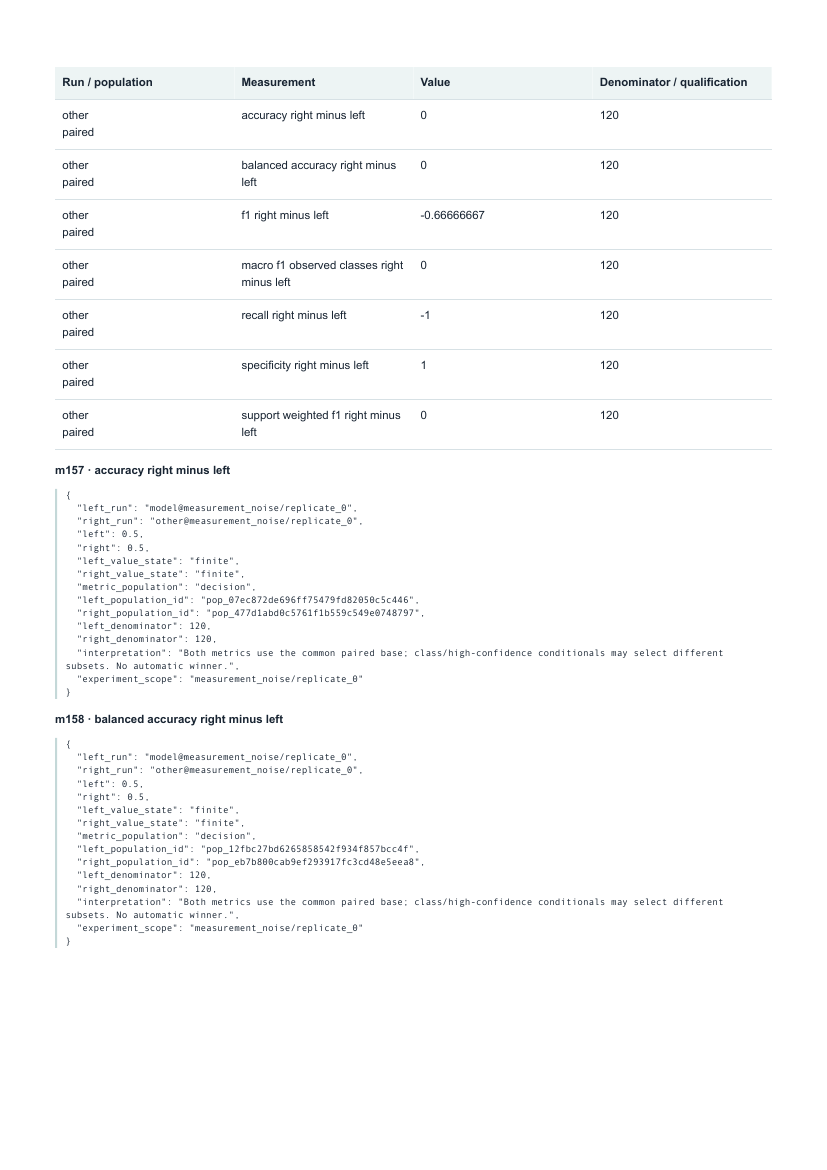 Run / population Measurement Value Denominator / qualification
other accuracy right minus left 0 120
paired
other balanced accuracy right minus 0 120
paired left
other f1 right minus left -0.66666667 120
paired
other macro f1 observed classes right 0 120
paired minus left
other recall right minus left -1 120
paired
other specificity right minus left 1 120
paired
other support weighted f1 right minus 0 120
paired left
m157 · accuracy right minus left
{
  "left_run": "model@measurement_noise/replicate_0",
  "right_run": "other@measurement_noise/replicate_0",
  "left": 0.5,
  "right": 0.5,
  "left_value_state": "finite",
  "right_value_state": "finite",
  "metric_population": "decision",
  "left_population_id": "pop_07ec872de696ff75479fd82050c5c446",
  "right_population_id": "pop_477d1abd0c5761f1b559c549e0748797",
  "left_denominator": 120,
  "right_denominator": 120,
  "interpretation": "Both metrics use the common paired base; class/high-confidence conditionals may select different
subsets. No automatic winner.",
  "experiment_scope": "measurement_noise/replicate_0"
}
m158 · balanced accuracy right minus left
{
  "left_run": "model@measurement_noise/replicate_0",
  "right_run": "other@measurement_noise/replicate_0",
  "left": 0.5,
  "right": 0.5,
  "left_value_state": "finite",
  "right_value_state": "finite",
  "metric_population": "decision",
  "left_population_id": "pop_12fbc27bd6265858542f934f857bcc4f",
  "right_population_id": "pop_eb7b800cab9ef293917fc3cd48e5eea8",
  "left_denominator": 120,
  "right_denominator": 120,
  "interpretation": "Both metrics use the common paired base; class/high-confidence conditionals may select different
subsets. No automatic winner.",
  "experiment_scope": "measurement_noise/replicate_0"
}